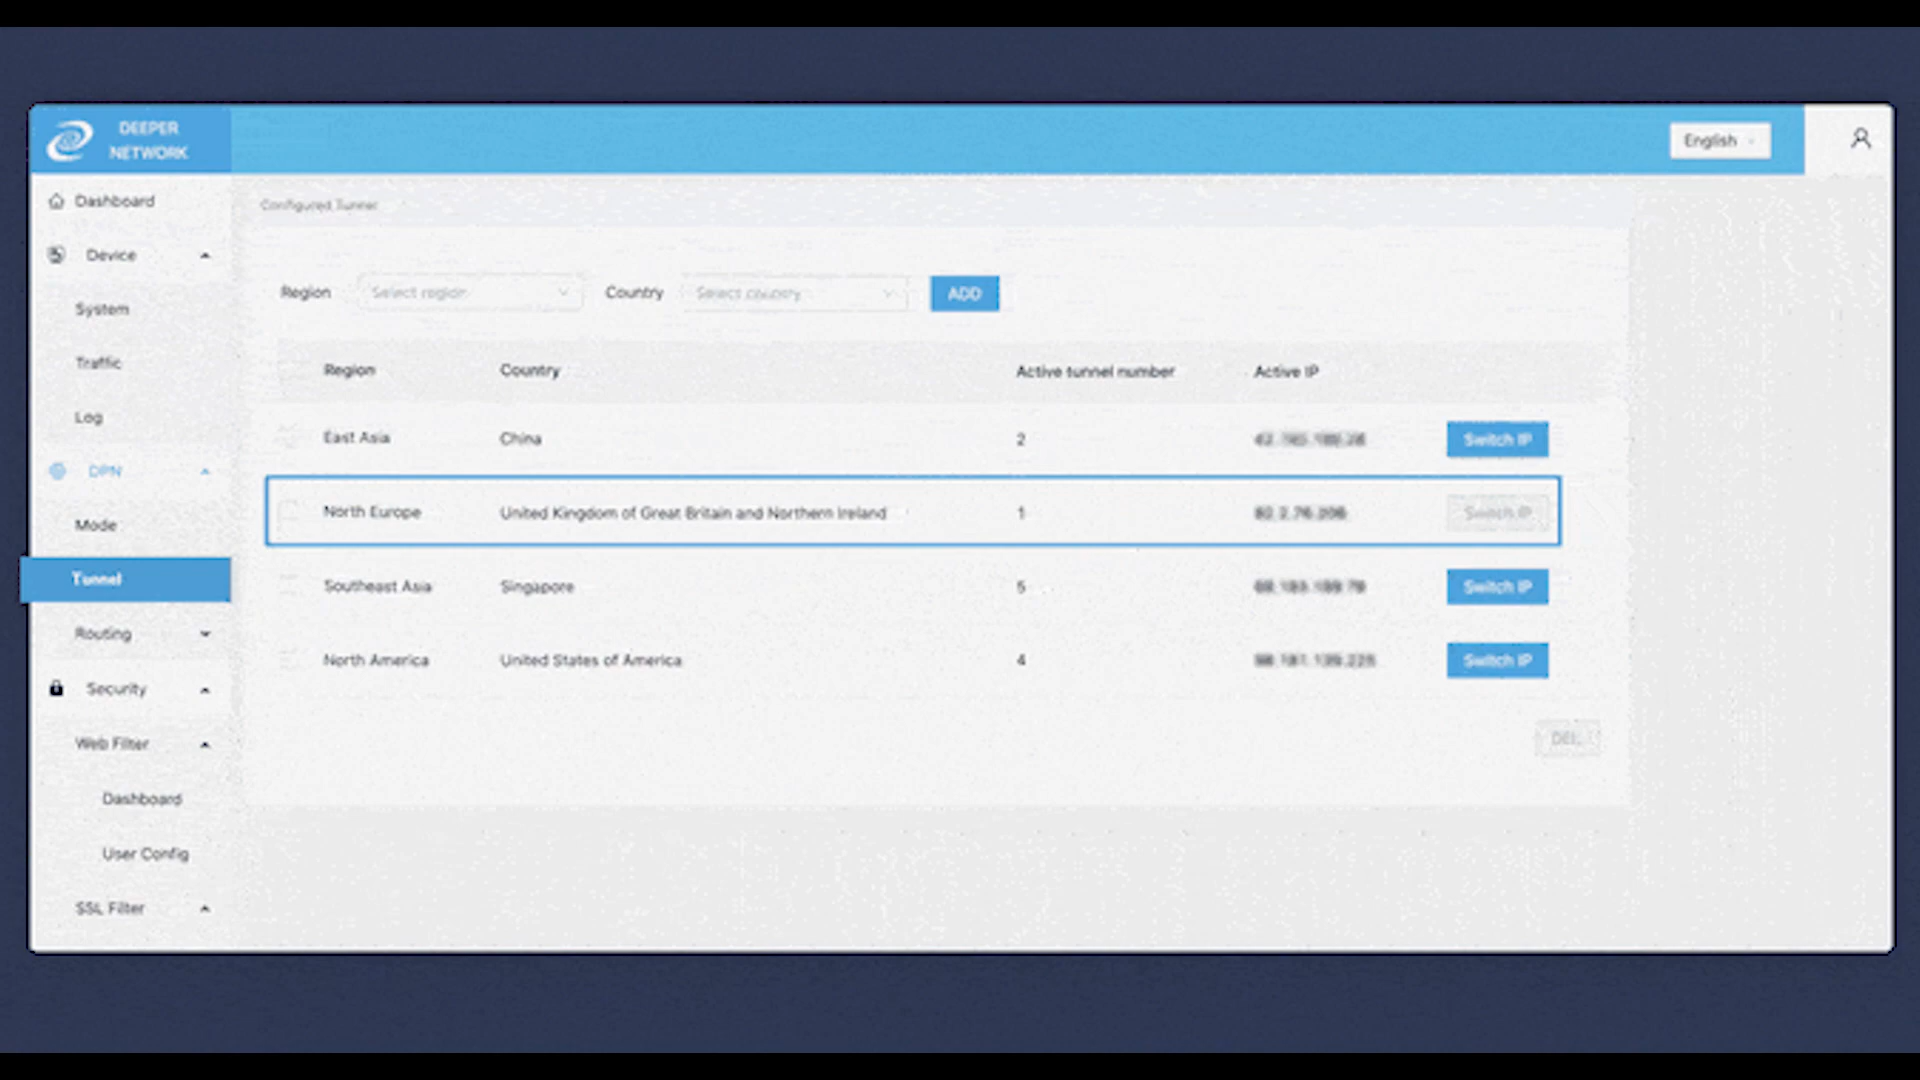 DEEPER
NETWORK
English
Dashboard
Configured Tunnel
Device
Region Select region Country Select country ADD
System
Traffic
Region Country Active tunnel number Active IP
Log
East Asia China 2 Switch IP
DPN
North Europe United Kingdom of Great Britain and Northern Ireland 1 Switch IP
Mode
Tunnel
Southeast Asia Singapore 5 Switch IP
Routing
North America United States of America 4 Switch IP
Security
Web Filter
DEL
Dashboard
User Config
SSL Filter